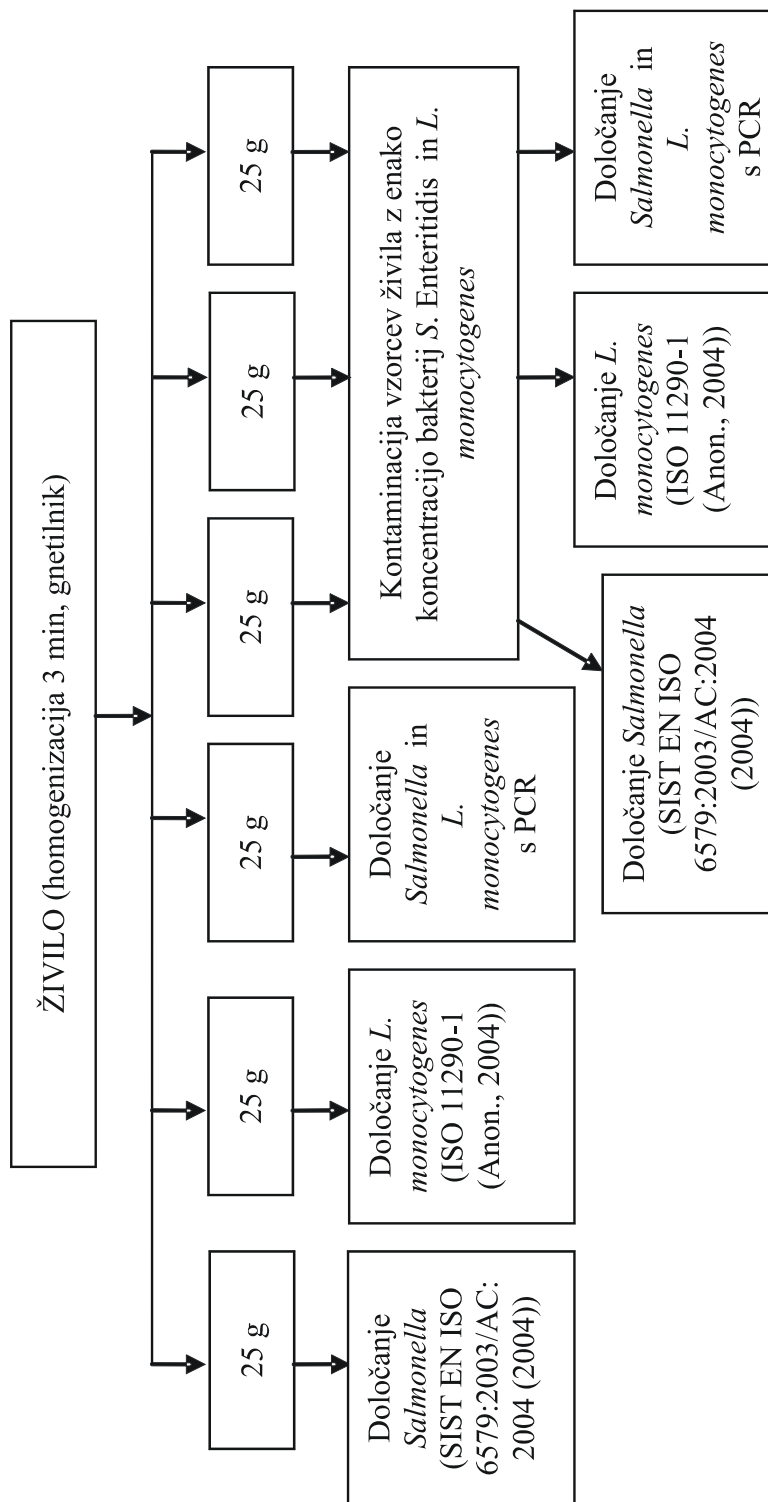 ŽIVILO (homogenizacija 3 min, gnetilnik)
25 g
25 g
25 g
25 g
25 g
25 g
Določanje
Salmonella
(SIST EN ISO
6579:2003/AC:
2004 (2004))
Določanje L.
monocytogenes
(ISO 11290-1
(Anon., 2004))
Določanje
Salmonella in
L.
monocytogenes
s PCR
Kontaminacija vzorcev živila z enako
koncentracijo bakterij S. Enteritidis in L.
monocytogenes
Določanje Salmonella
(SIST EN ISO
6579:2003/AC:2004
(2004))
Določanje L.
monocytogenes
(ISO 11290-1
(Anon., 2004))
Določanje
Salmonella in
L.
monocytogenes
s PCR